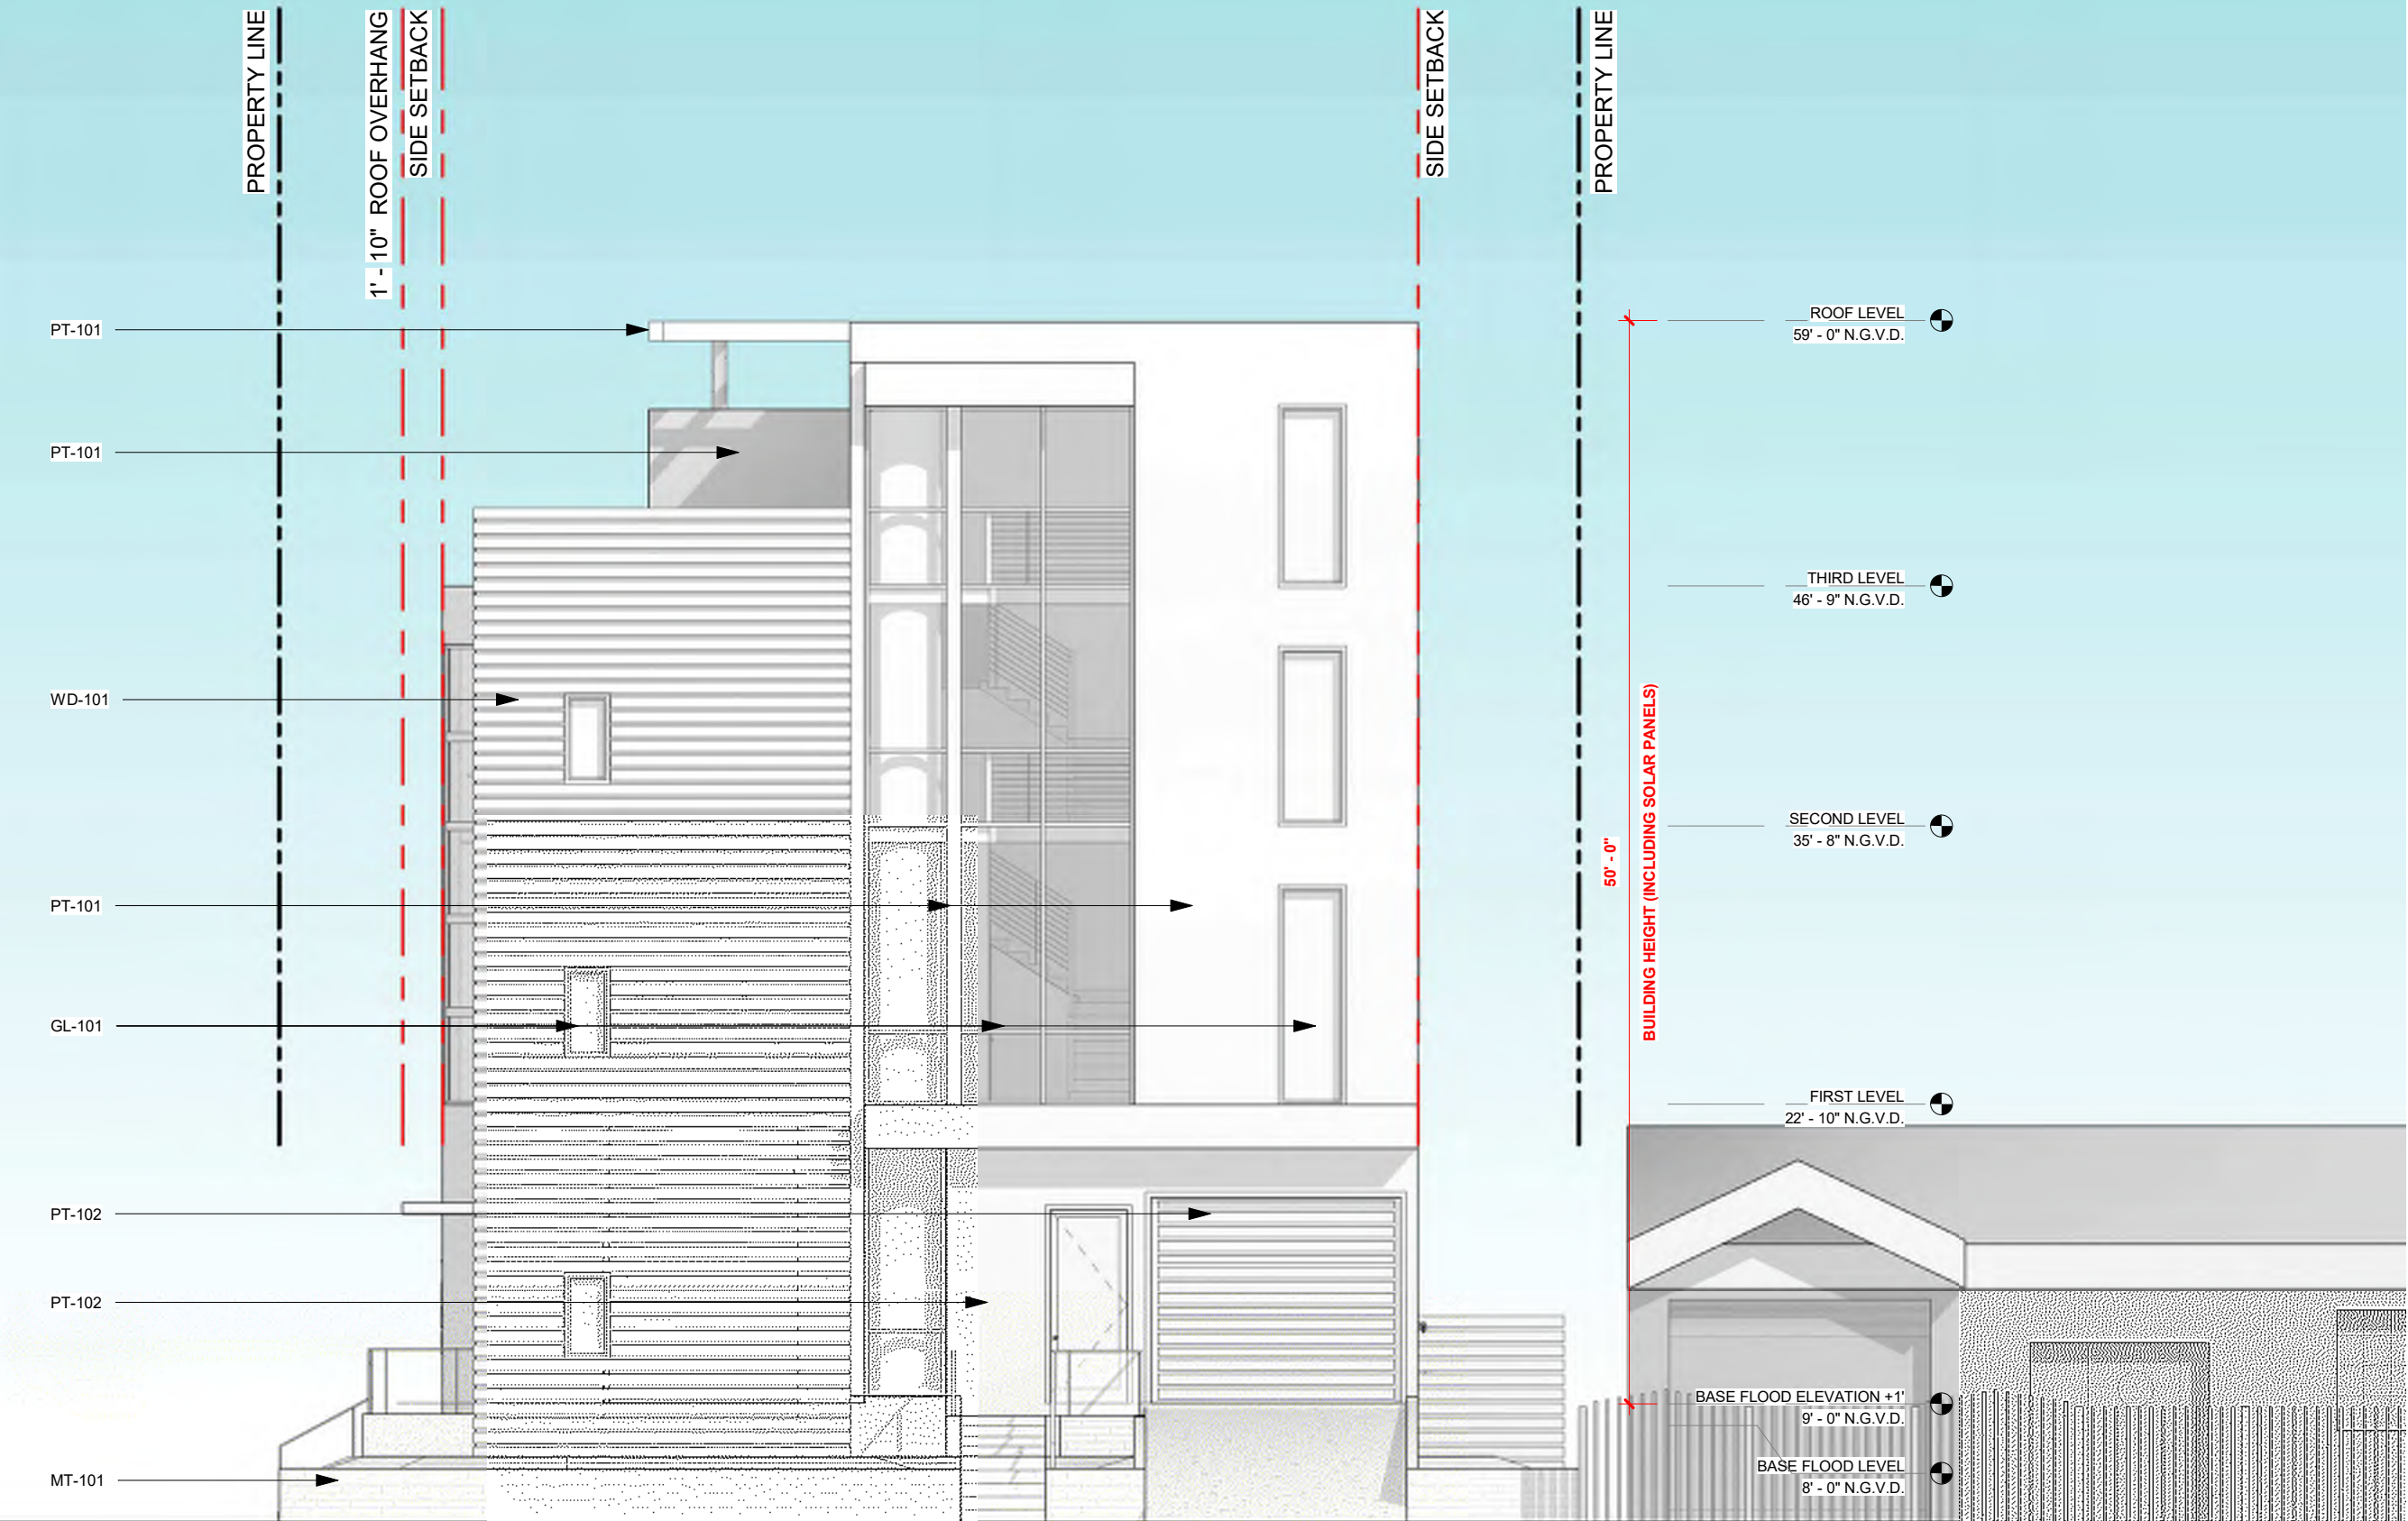 PROPERTY LINE
1' - 10" ROOF OVERHANG
SIDE SETBACK
SIDE SETBACK
PROPERTY LINE
PT-101
PT-101
WD-101
PT-101
GL-101
PT-102
PT-102
MT-101
50' - 0"
BUILDING HEIGHT (INCLUDING SOLAR PANELS)
ROOF LEVEL
59' - 0" N.G.V.D.
THIRD LEVEL
46' - 9" N.G.V.D.
SECOND LEVEL
35' - 8" N.G.V.D.
FIRST LEVEL
22' - 10" N.G.V.D.
BASE FLOOD ELEVATION +1'
9' - 0" N.G.V.D.
BASE FLOOD LEVEL
8' - 0" N.G.V.D.